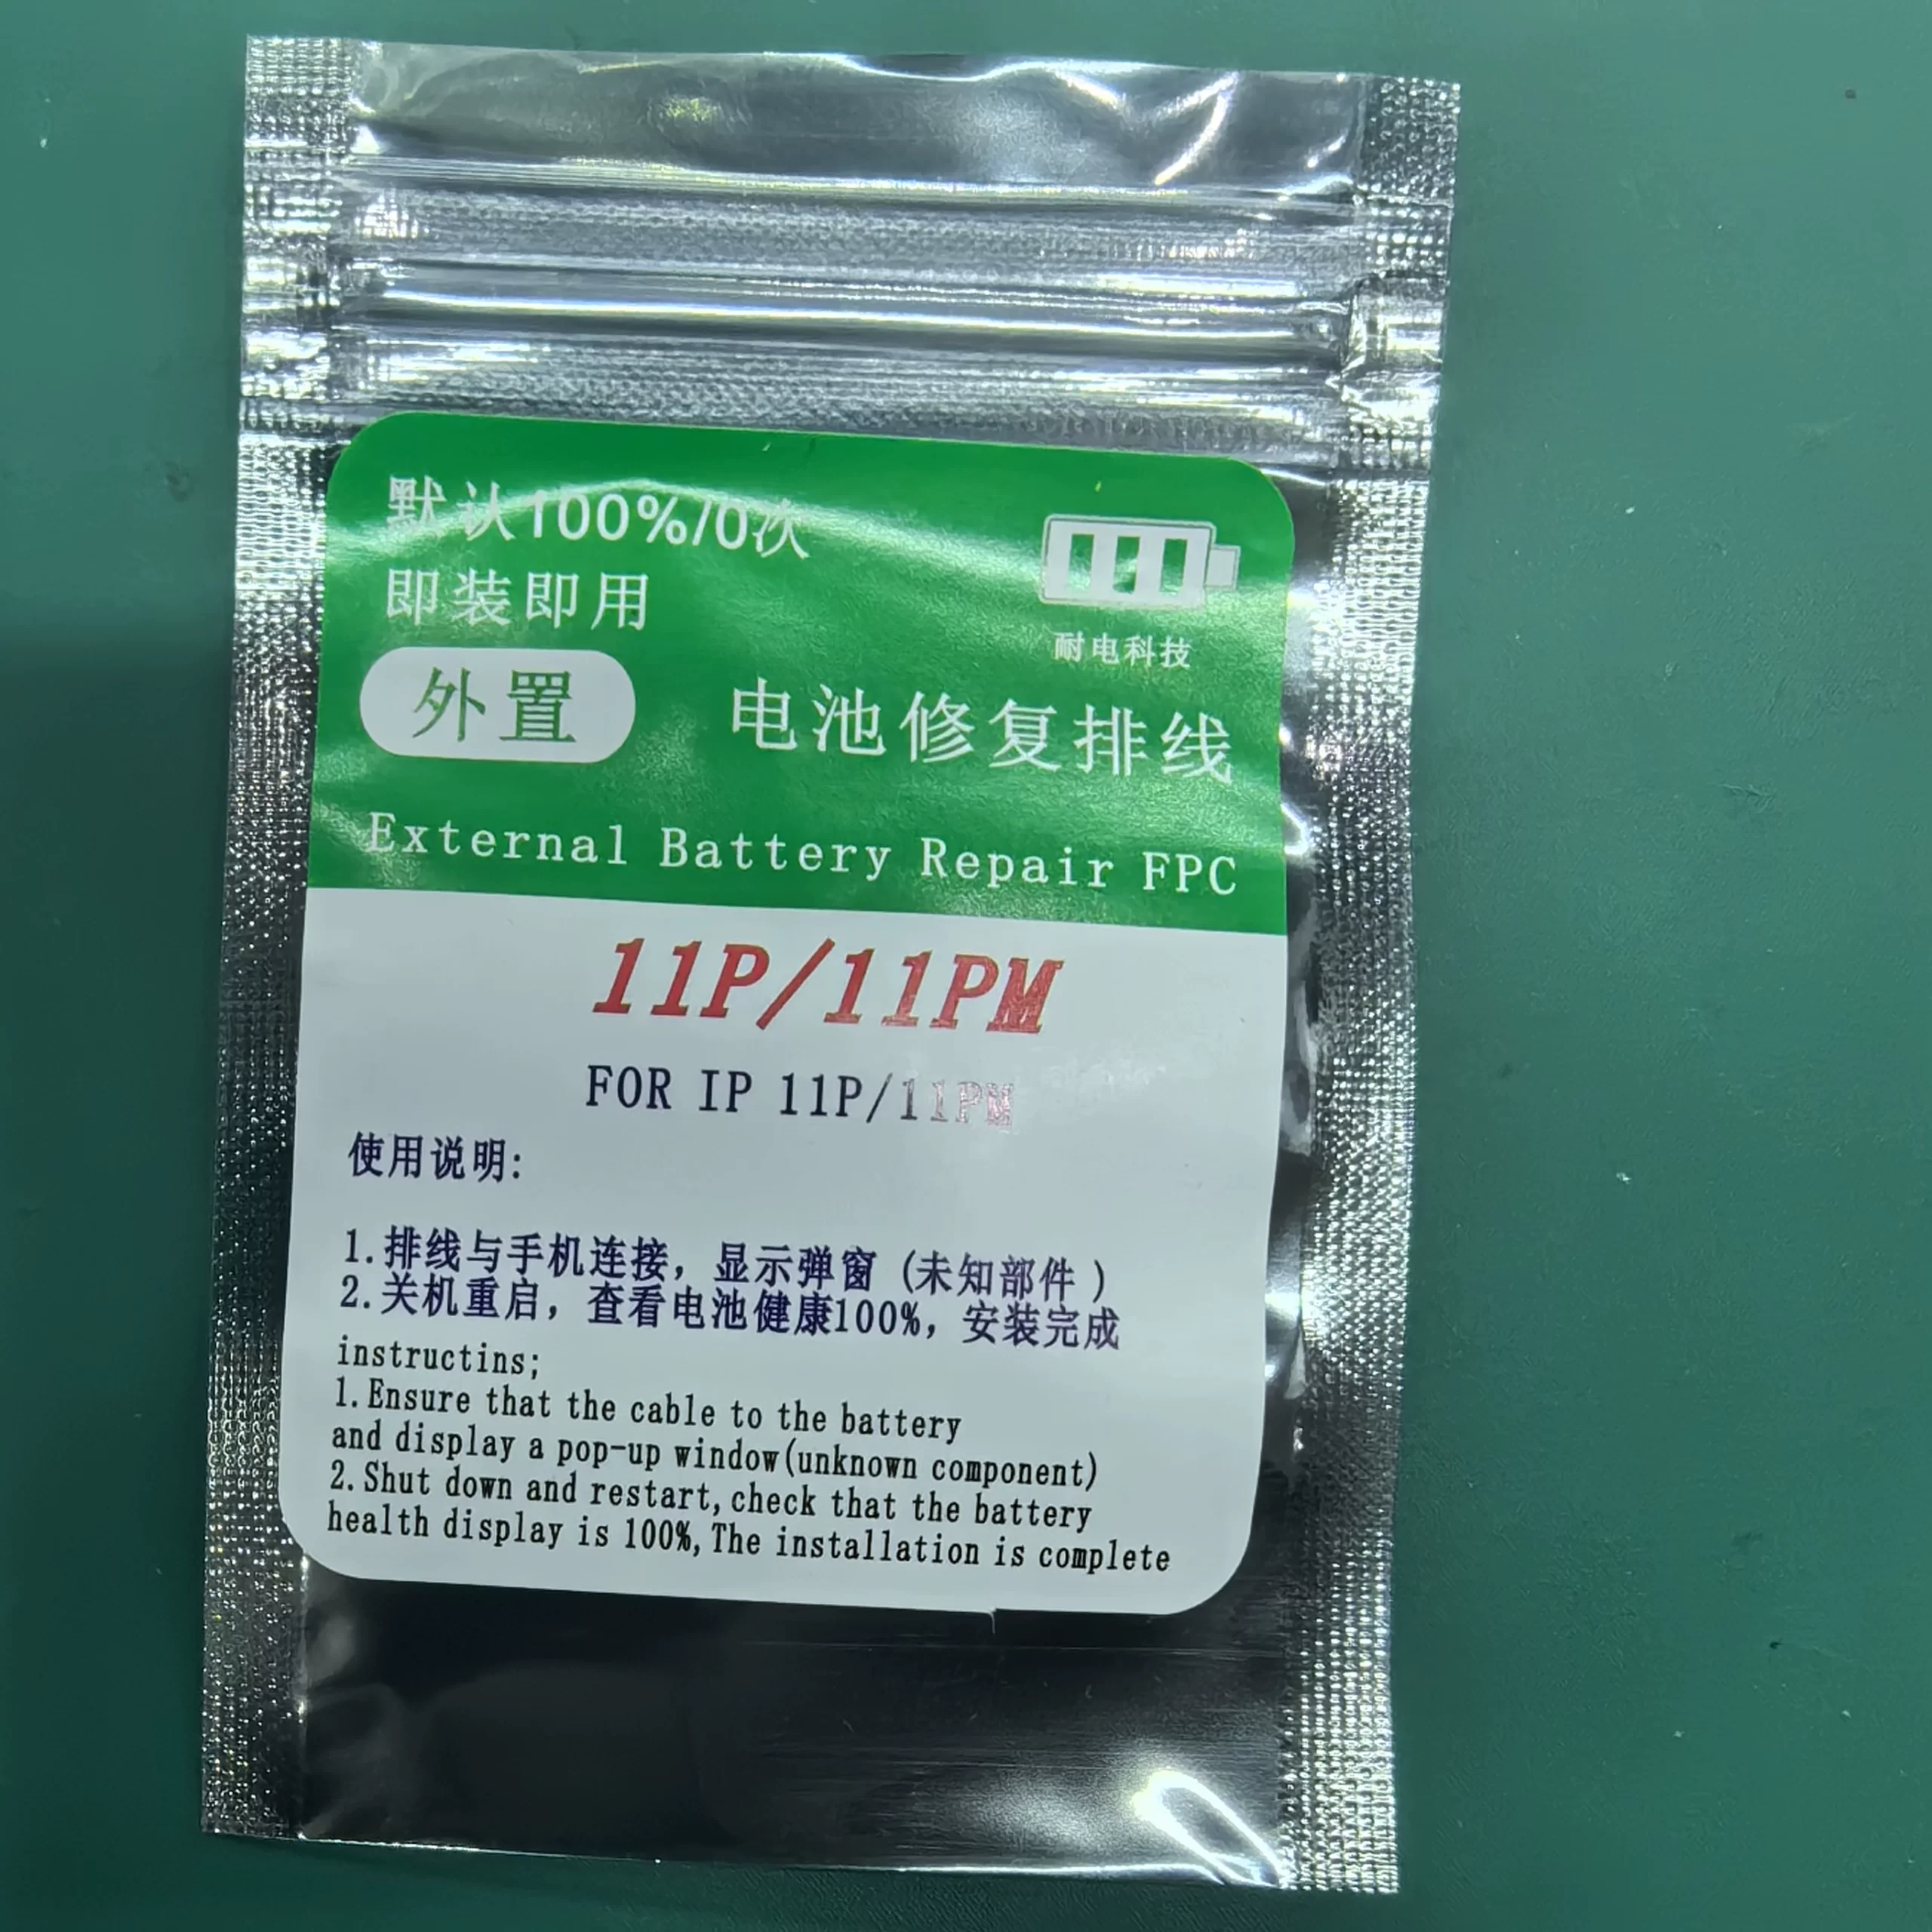 默认100%/0次
即装即用
耐电科技
外置 电池修复排线
External Battery Repair FPC
11P/11PM
FOR IP 11P/11PM
使用说明:
1.排线与手机连接，显示弹窗 (未知部件 )
2.关机重启，查看电池健康100%，安装完成
instructins;
1.Ensure that the cable to the battery
and display a pop-up window(unknown component)
2.Shut down and restart,check that the battery
health display is 100%,The installation is complete